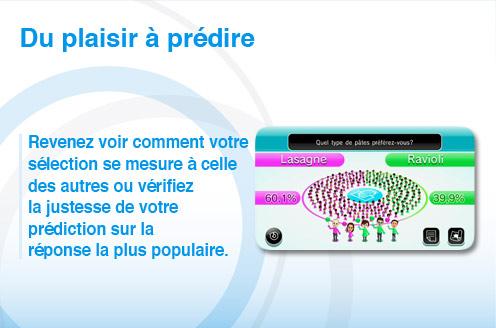 Du plaisir à prédire
Revenez voir comment votre
sélection se mesure à celle
des autres ou vérifiez
la justesse de votre
prédiction sur la
réponse la plus populaire.
Quel type de pâtes préférez-vous?
Lasagne Ravioli
60.1% 39.9%